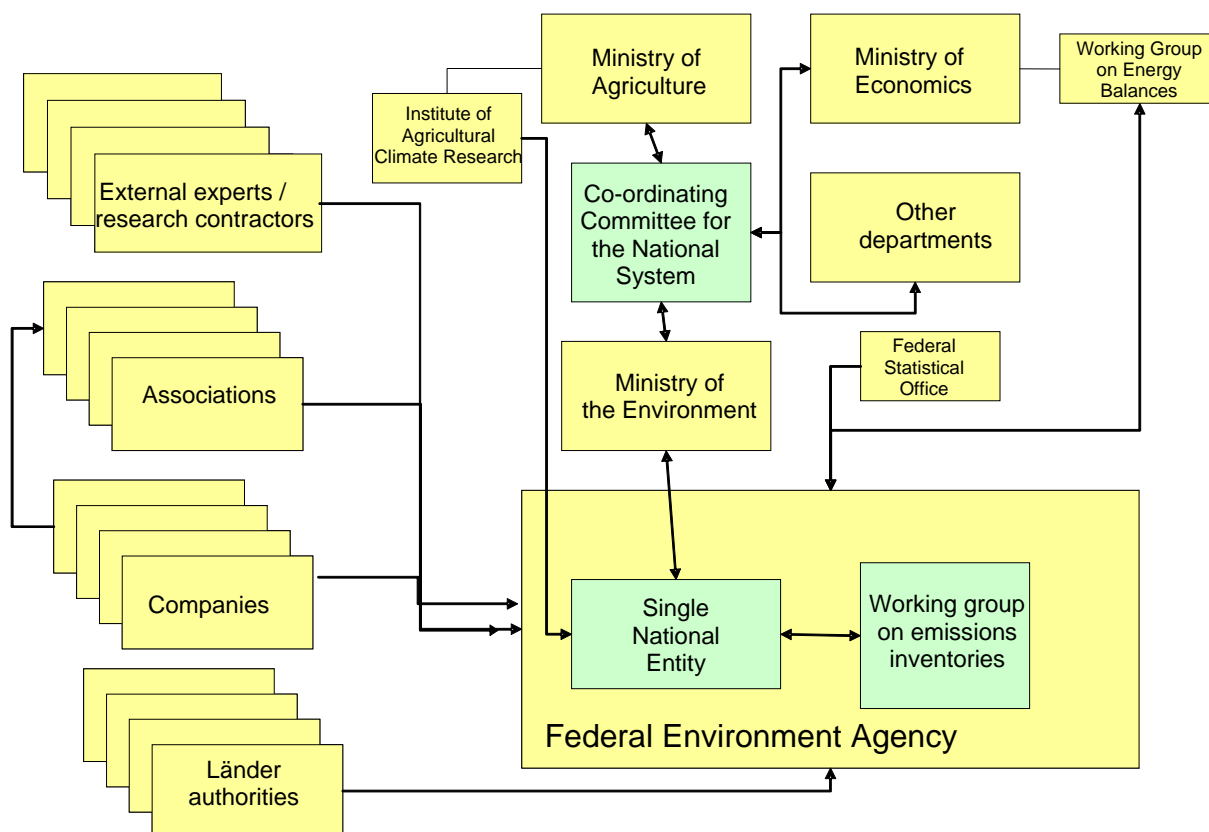 Ministry of
Agriculture
Ministry of
Economics
Working Group
on Energy
Balances
Institute of
Agricultural
Climate Research
External experts /
research contractors
Co-ordinating
Committee for
the National
System
Other
departments
Associations
Ministry of
the Environment
Federal
Statistical
Office
Companies
Single
National
Entity
Working group
on emissions
inventories
Federal Environment Agency
Länder
authorities